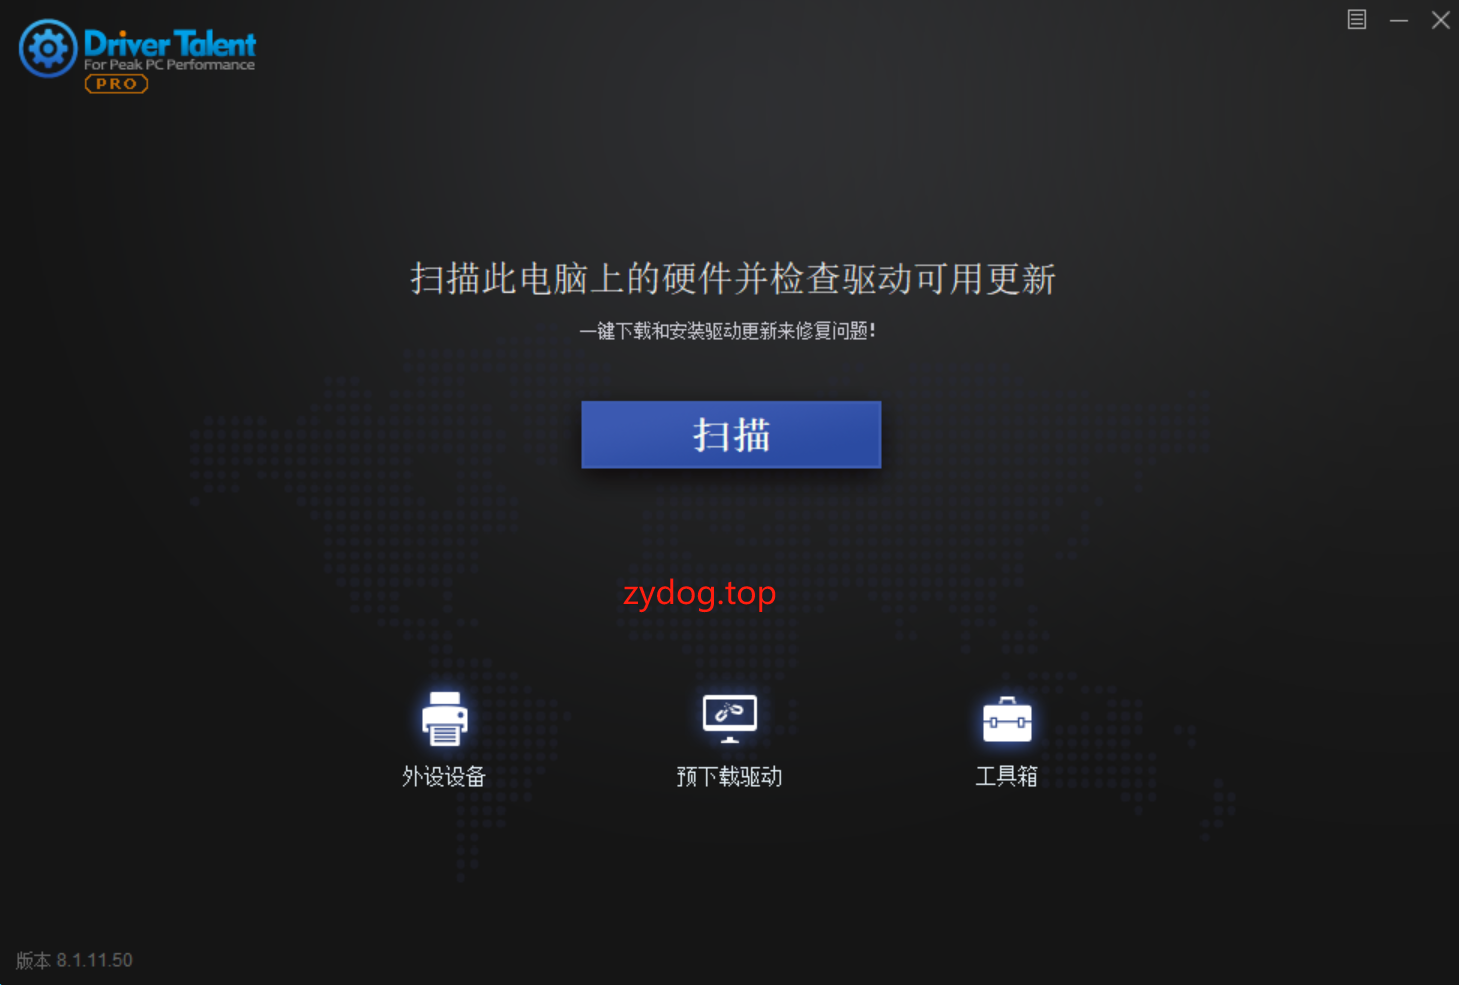 Driver Talent
For Peak PC Performance
PRO
扫描此电脑上的硬件并检查驱动可用更新
一键下载和安装驱动更新来修复问题!
扫描
zydog.top
外设设备
预下载驱动
工具箱
版本 8.1.11.50